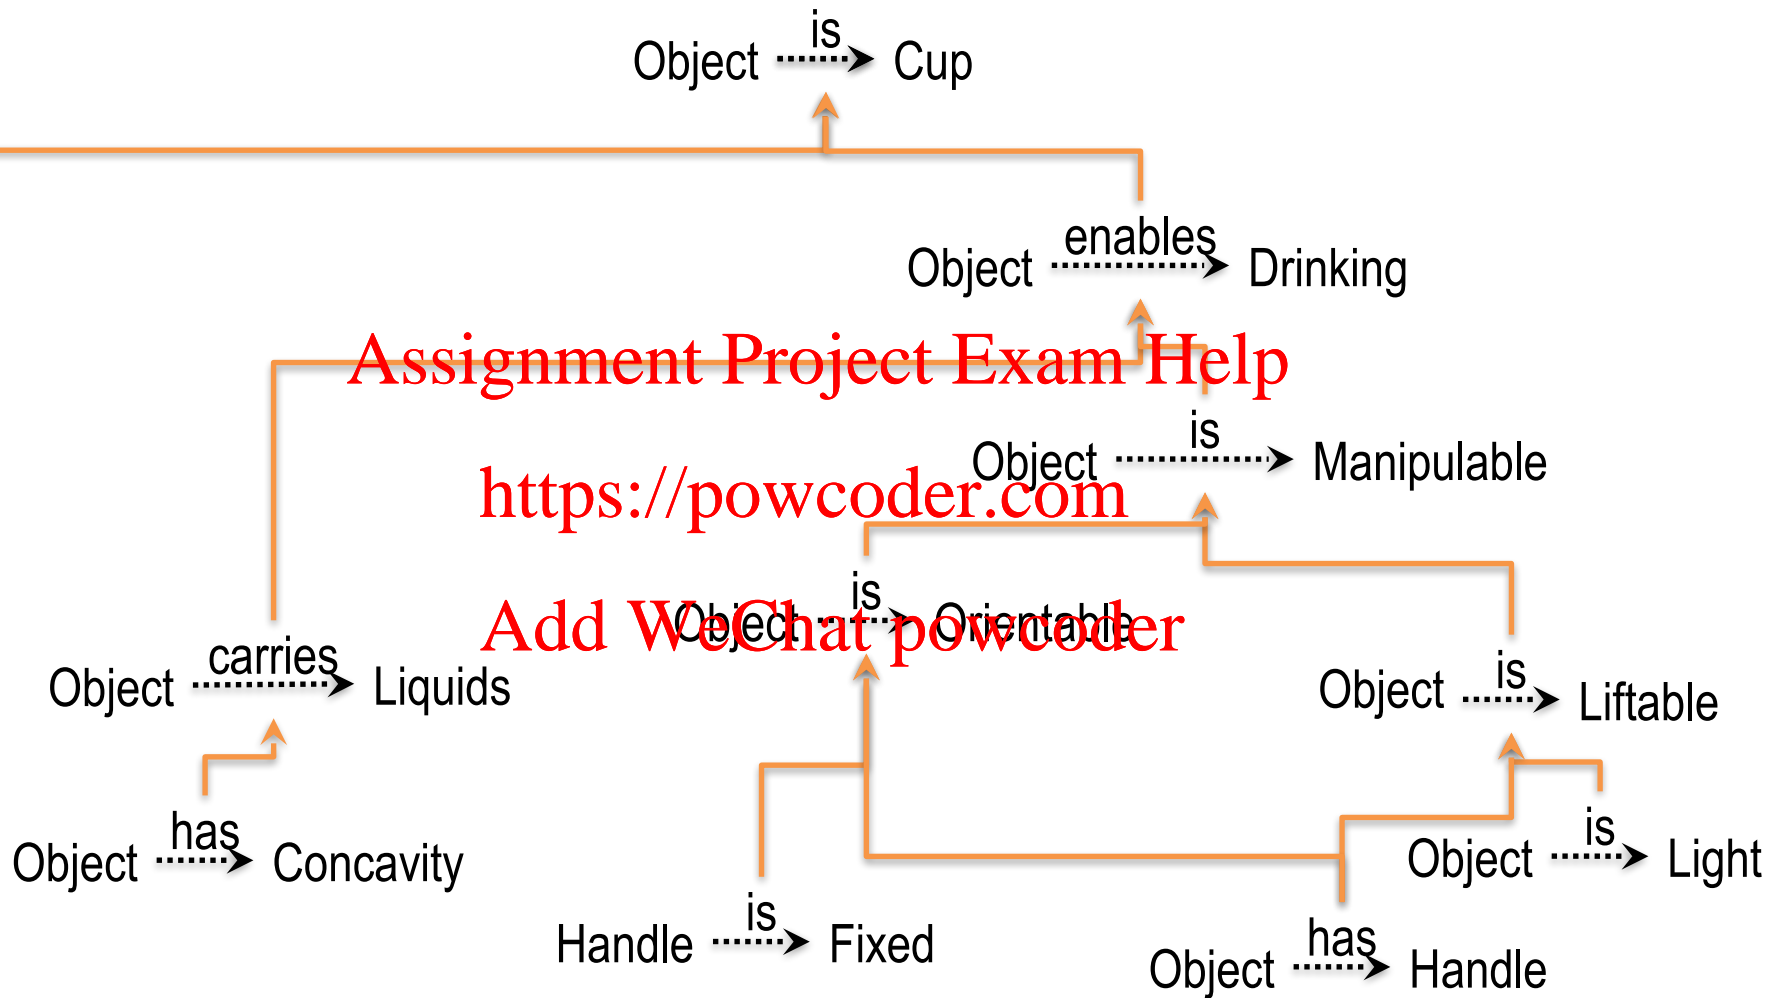 is
Object Cup
enables
Object Drinking
Assignment Project Exam Help
is
Object Manipulable
https://powcoder.com
is
Object Orientable
Add WeChat powcoder
carries
Object Liquids
is
Object Liftable
has
Object Concavity
is
Object Light
is
Handle Fixed
has
Object Handle